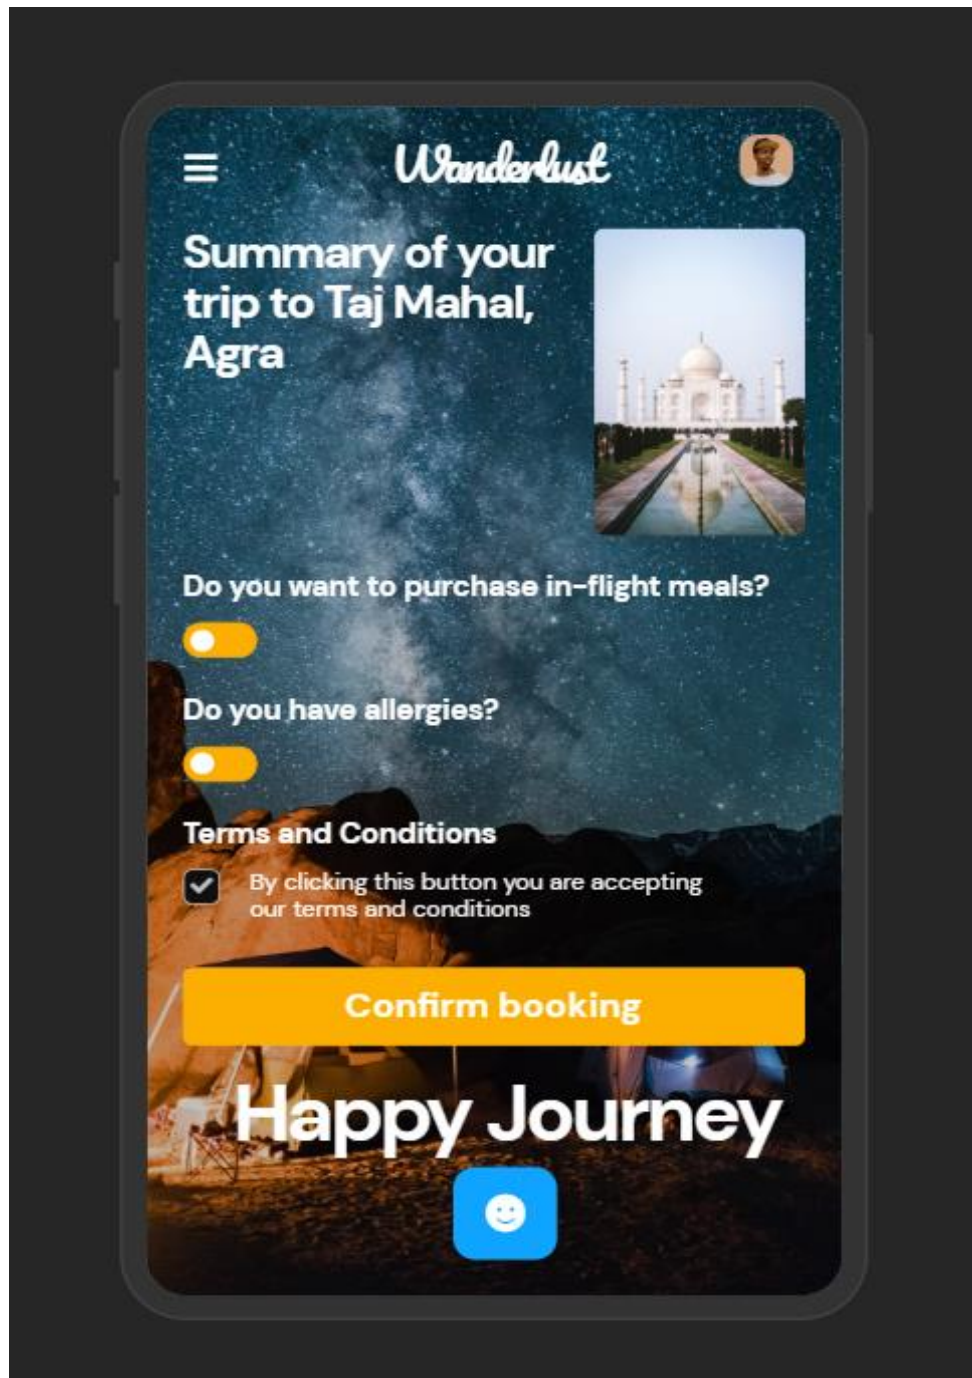 Wanderlust
Summary of your
trip to Taj Mahal,
Agra
Do you want to purchase in-flight meals?
Do you have allergies?
Terms and Conditions
By clicking this button you are accepting
our terms and conditions
Confirm booking
Happy Journey